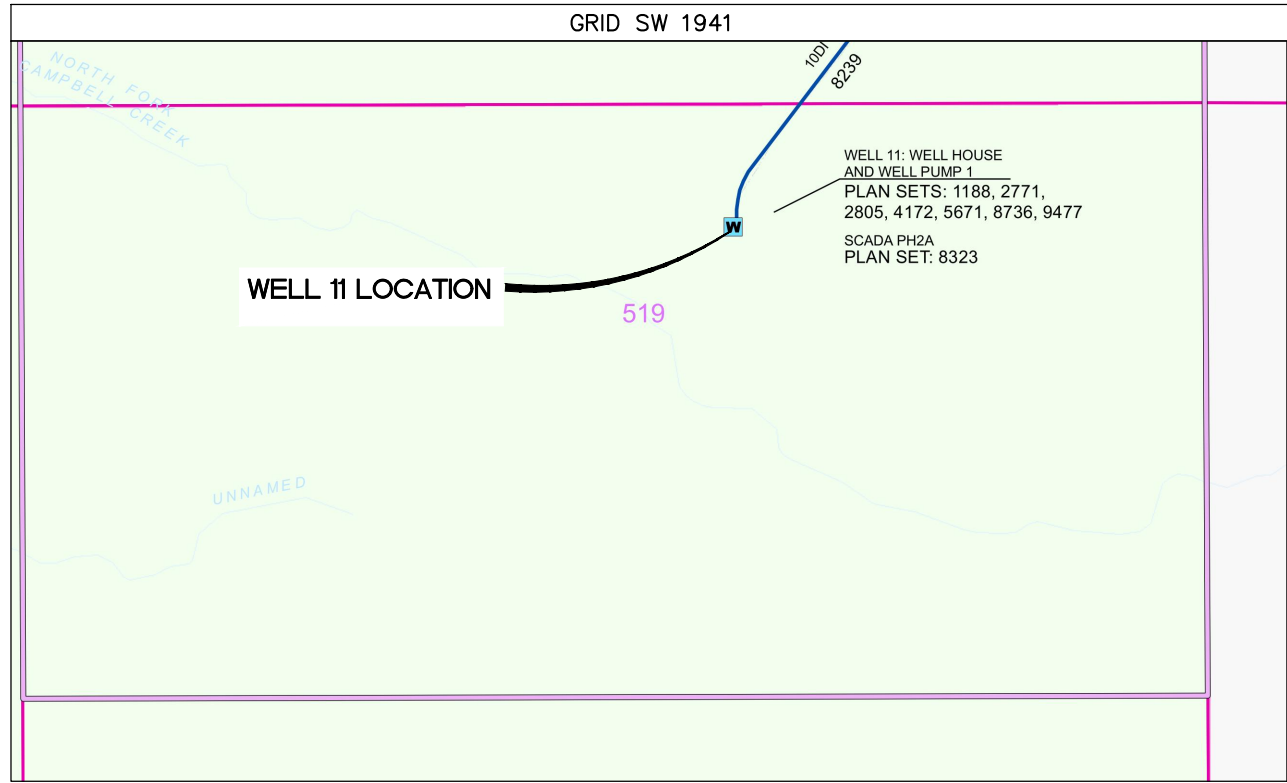 GRID SW 1941
NORTH FORK
CAMPBELL CREEK
10DI
8239
WELL 11: WELL HOUSE
AND WELL PUMP 1
PLAN SETS: 1188, 2771,
2805, 4172, 5671, 8736, 9477
SCADA PH2A
PLAN SET: 8323
W
WELL 11 LOCATION
519
UNNAMED